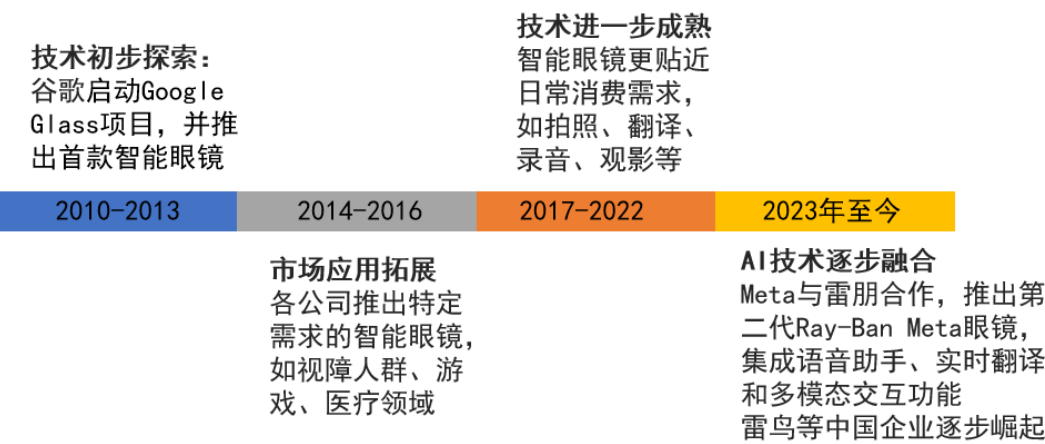 技术初步探索：
谷歌启动Google
Glass项目，并推
出首款智能眼镜
技术进一步成熟
智能眼镜更贴近
日常消费需求，
如拍照、翻译、
录音、观影等
2010-2013
2014-2016
2017-2022
2023年至今
市场应用拓展
各公司推出特定
需求的智能眼镜，
如视障人群、游
戏、医疗领域
AI技术逐步融合
Meta与雷朋合作，推出第
二代Ray-Ban Meta眼镜，
集成语音助手、实时翻译
和多模态交互功能
雷鸟等中国企业逐步崛起